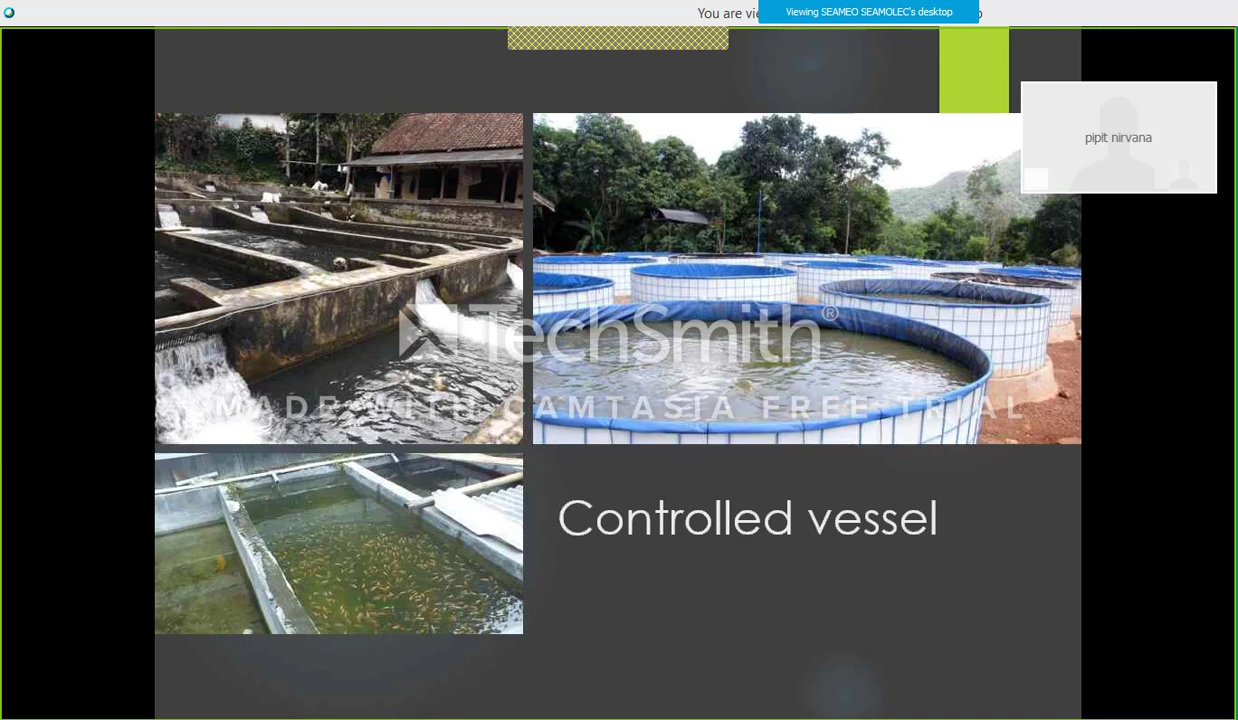 You are vie
Viewing SEAMEO SEAMOLEC's desktop
pipit nirvana
TechSmith®
MADE WITH CAMTASIA FREE TRIAL
Controlled vessel